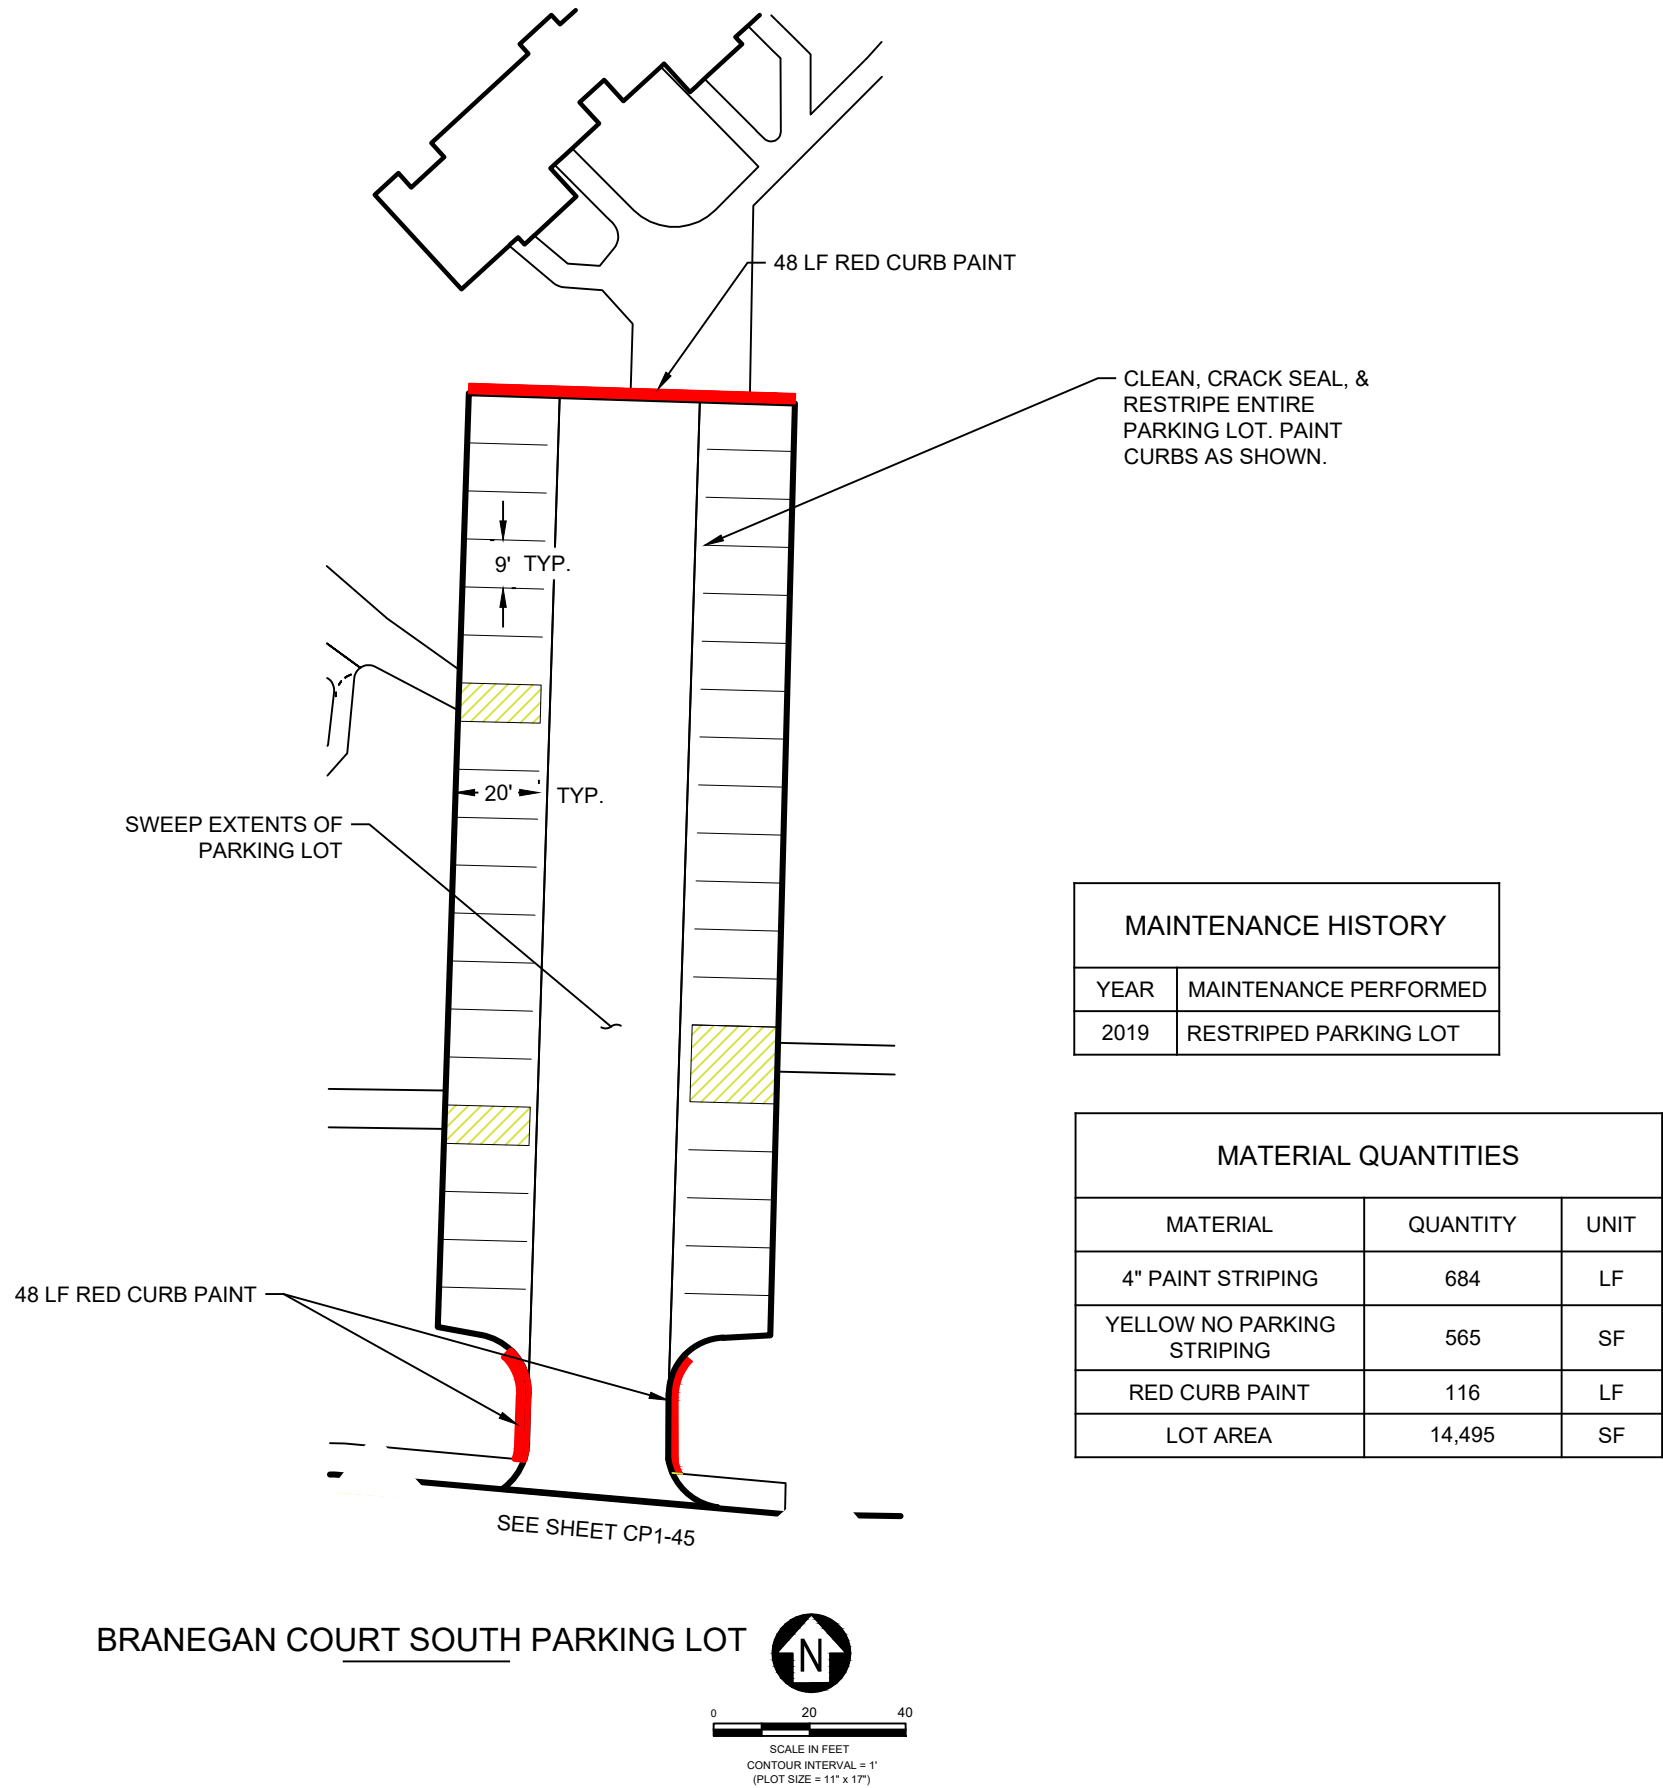 48 LF RED CURB PAINT
CLEAN, CRACK SEAL, &
RESTRIPE ENTIRE
PARKING LOT. PAINT
CURBS AS SHOWN.
9' TYP.
20' TYP.
SWEEP EXTENTS OF
PARKING LOT
MAINTENANCE HISTORY
YEAR MAINTENANCE PERFORMED
2019 RESTRIPED PARKING LOT
MATERIAL QUANTITIES
MATERIAL QUANTITY UNIT
4" PAINT STRIPING 684 LF
YELLOW NO PARKING
STRIPING 565 SF
RED CURB PAINT 116 LF
LOT AREA 14,495 SF
48 LF RED CURB PAINT
SEE SHEET CP1-45
BRANEGAN COURT SOUTH PARKING LOT
N
0 20 40
SCALE IN FEET
CONTOUR INTERVAL = 1'
(PLOT SIZE = 11" x 17")